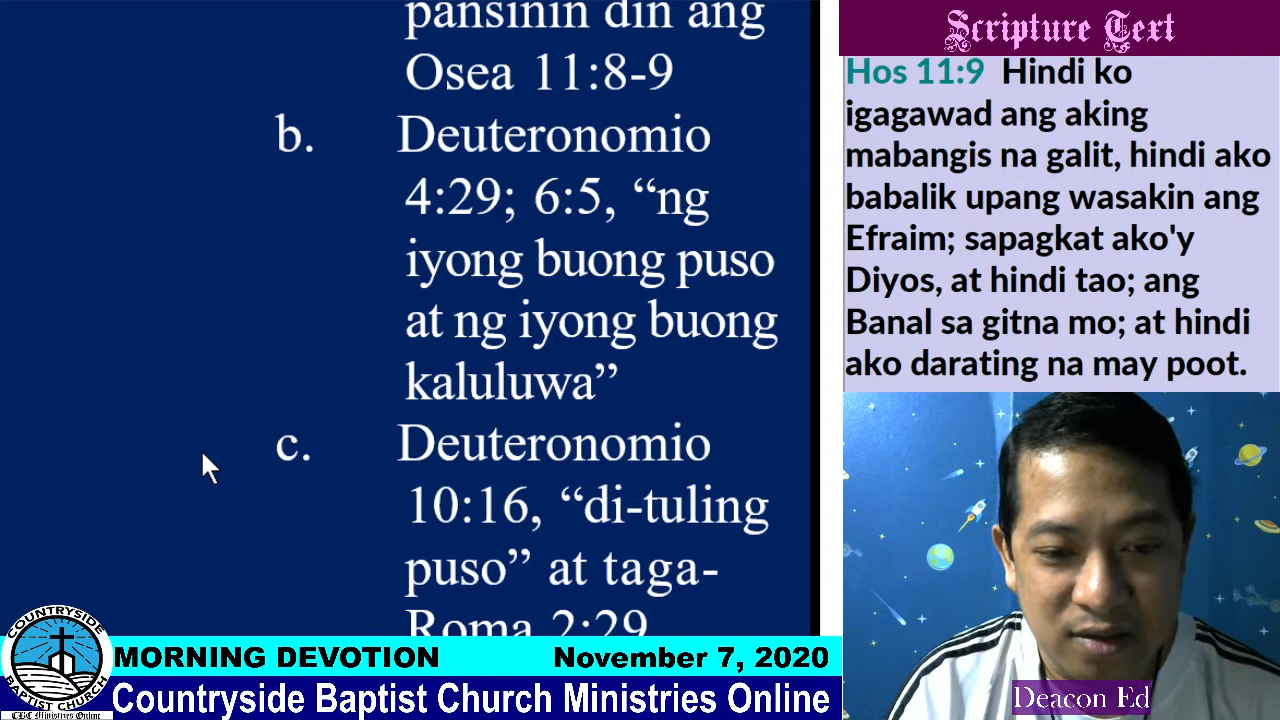 pansinin din ang
Osea 11:8-9
b. Deuteronomio
4:29; 6:5, “ng
iyong buong puso
at ng iyong buong
kaluluwa”
c. Deuteronomio
10:16, “di-tuling
puso” at taga-
Roma 2:29
Scripture Text
Hos 11:9 Hindi ko
igagawad ang aking
mabangis na galit, hindi ako
babalik upang wasakin ang
Efraim; sapagkat ako'y
Diyos, at hindi tao; ang
Banal sa gitna mo; at hindi
ako darating na may poot.
Deacon Ed
COUNTRYSIDE
BAPTIST CHURCH
CBC Ministries Online
MORNING DEVOTION November 7, 2020
Countryside Baptist Church Ministries Online